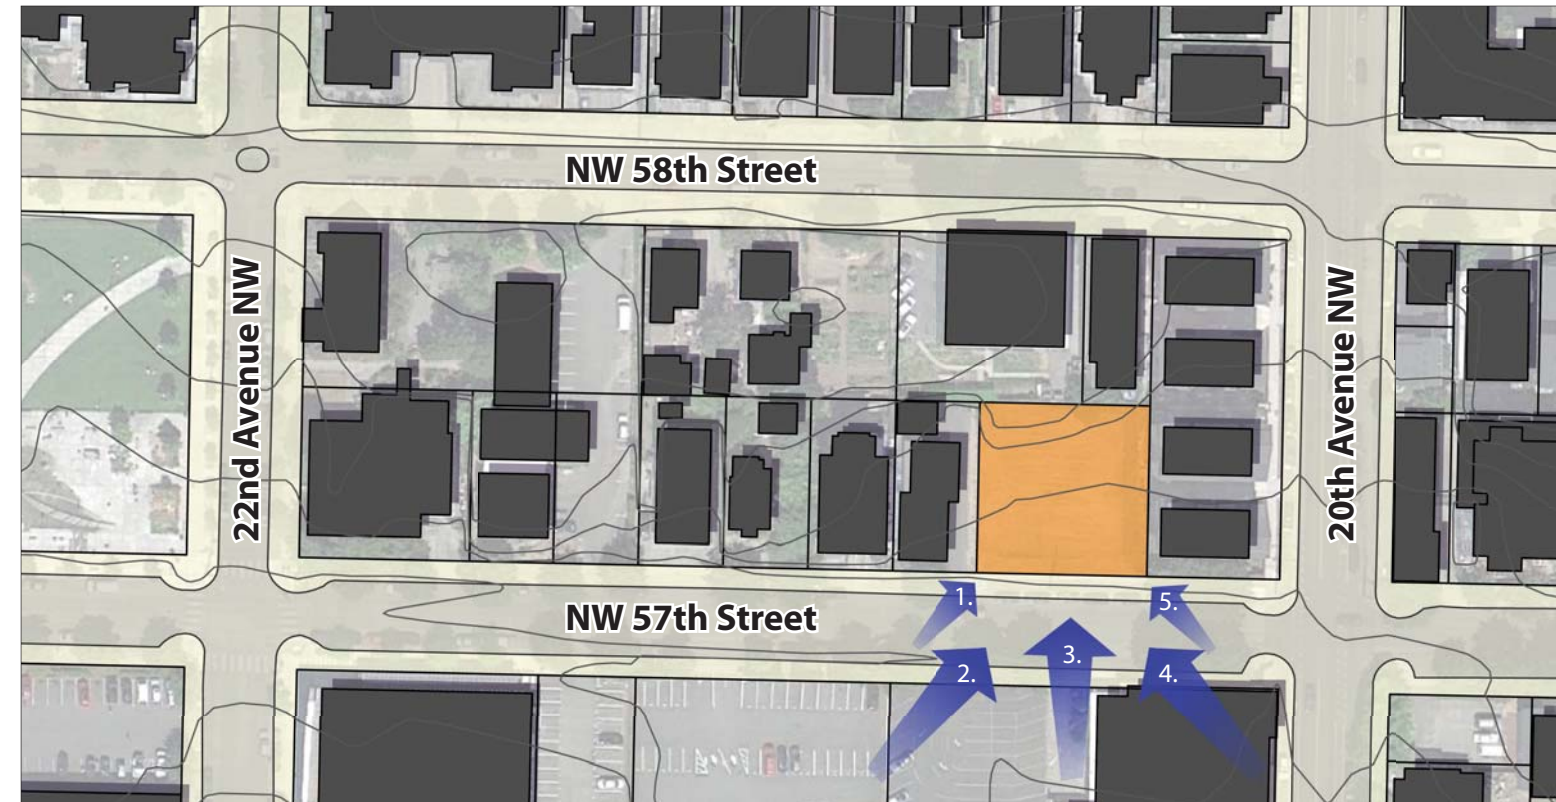 NW 58th Street
22nd Avenue NW
20th Avenue NW
NW 57th Street
1.
2.
3.
4.
5.